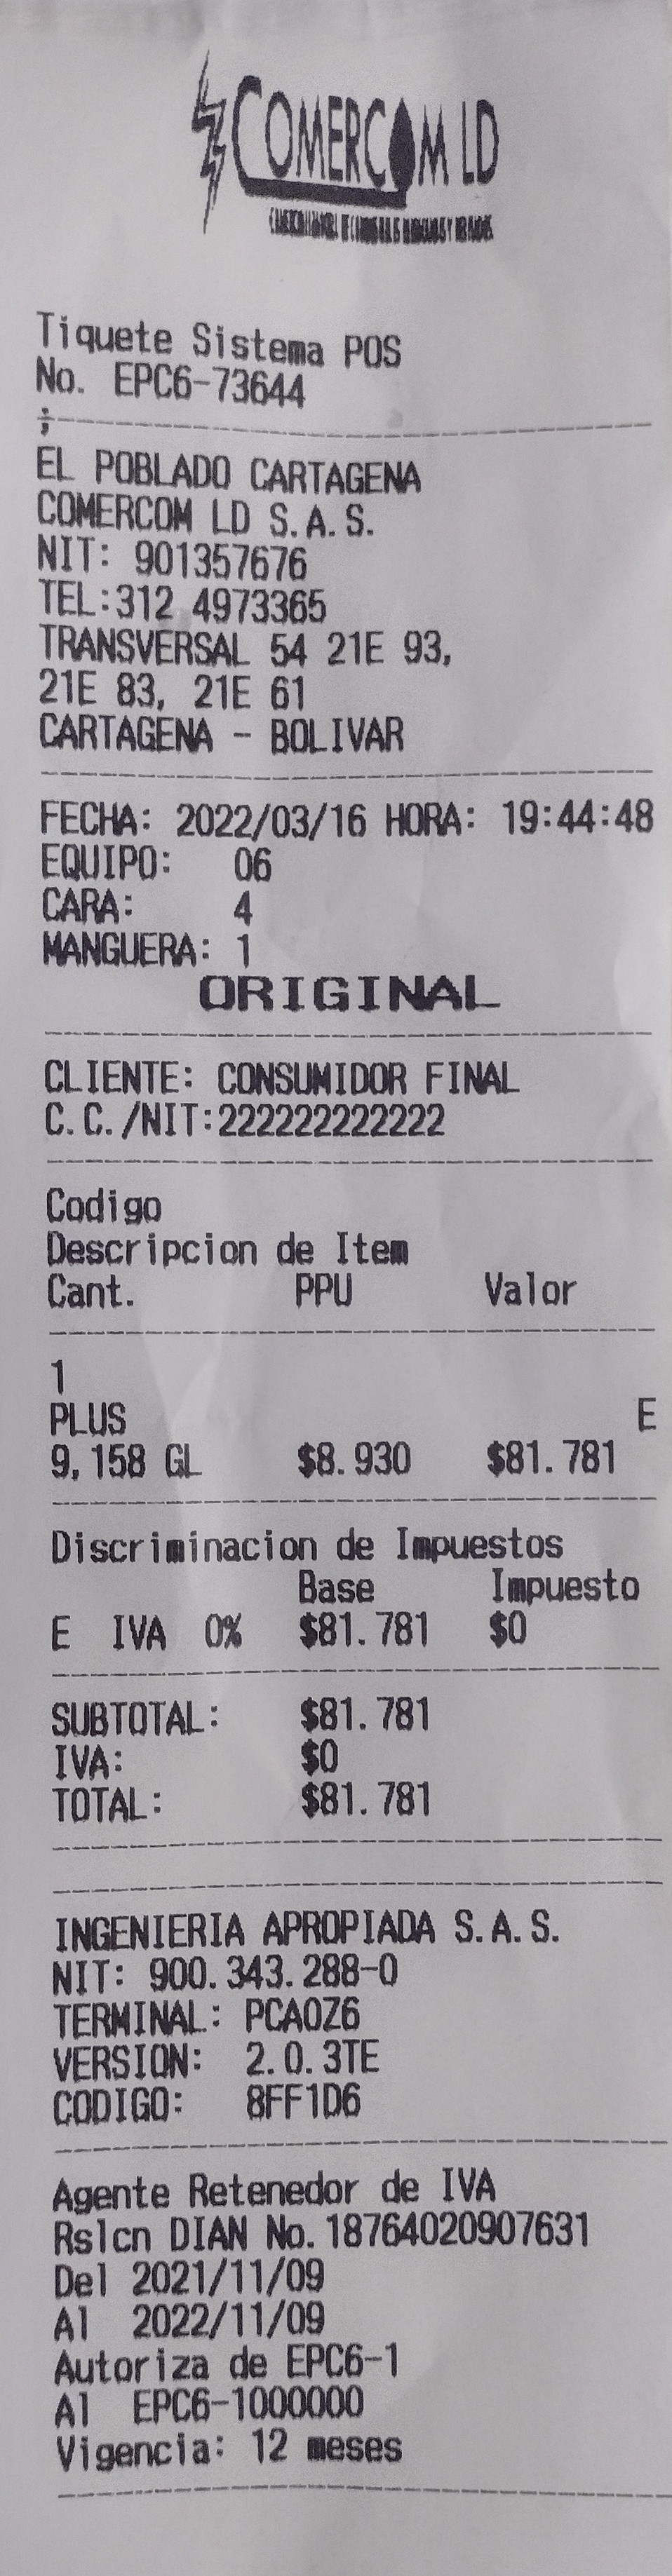 COMERCOM LD
Tiquete Sistema POS
No. EPC6-73644
;
EL POBLADO CARTAGENA
COMERCOM LD S.A.S.
NIT: 901357676
TEL:312 4973365
TRANSVERSAL 54 21E 93,
21E 83, 21E 61
CARTAGENA - BOLIVAR
FECHA: 2022/03/16 HORA: 19:44:48
EQUIPO: 06
CARA: 4
MANGUERA: 1
ORIGINAL
CLIENTE: CONSUMIDOR FINAL
C.C./NIT:222222222222
Codigo
Descripcion de Item
Cant. PPU Valor
1
PLUS E
9,158 GL $8.930 $81.781
Discriminacion de Impuestos
Base Impuesto
E IVA 0% $81.781 $0
SUBTOTAL: $81.781
IVA: $0
TOTAL: $81.781
INGENIERIA APROPIADA S.A.S.
NIT: 900.343.288-0
TERMINAL: PCA0Z6
VERSION: 2.0.3TE
CODIGO: 8FF1D6
Agente Retenedor de IVA
Rslcn DIAN No.18764020907631
Del 2021/11/09
Al 2022/11/09
Autoriza de EPC6-1
Al EPC6-1000000
Vigencia: 12 meses